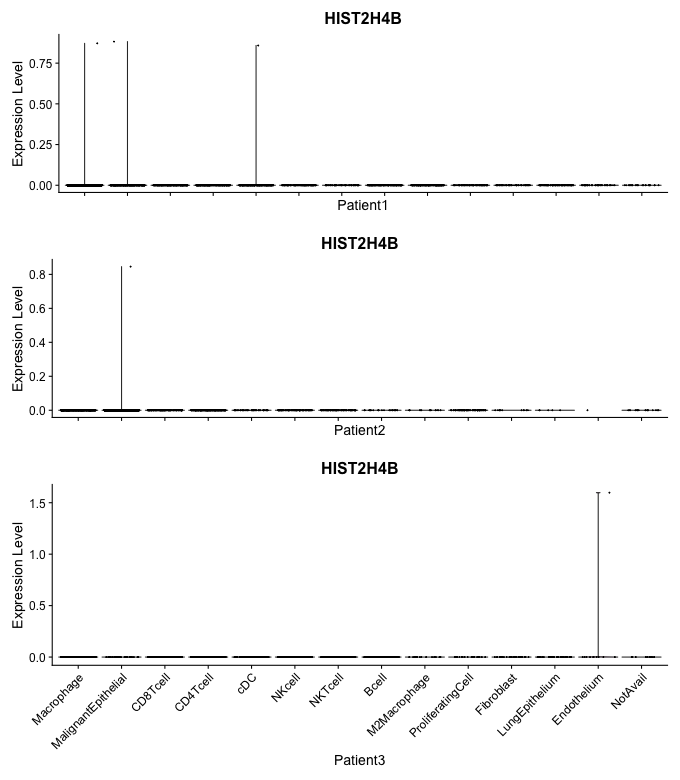 HIST2H4B
Expression Level
0.75
0.50
0.25
0.00
Patient1
HIST2H4B
Expression Level
0.8
0.6
0.4
0.2
0.0
Patient2
HIST2H4B
Expression Level
1.5
1.0
0.5
0.0
Macrophage
MalignantEpithelial
CD8Tcell
CD4Tcell
cDC
NKcell
NKTcell
Bcell
M2Macrophage
ProliferatingCell
Fibroblast
LungEpithelium
Endothelium
NotAvail
Patient3